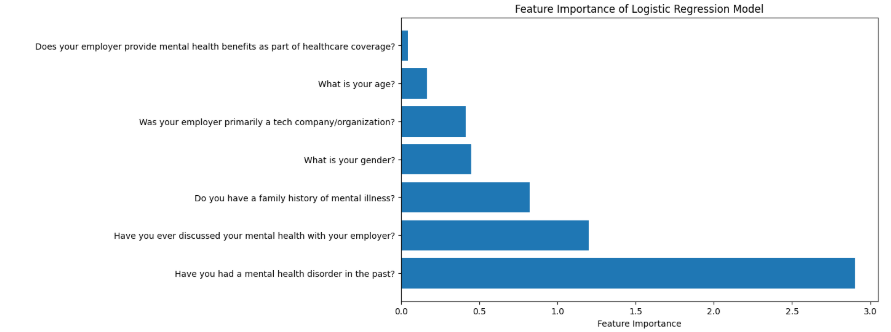 Feature Importance of Logistic Regression Model
Does your employer provide mental health benefits as part of healthcare coverage?
What is your age?
Was your employer primarily a tech company/organization?
What is your gender?
Do you have a family history of mental illness?
Have you ever discussed your mental health with your employer?
Have you had a mental health disorder in the past?
0.0 0.5 1.0 1.5 2.0 2.5 3.0
Feature Importance